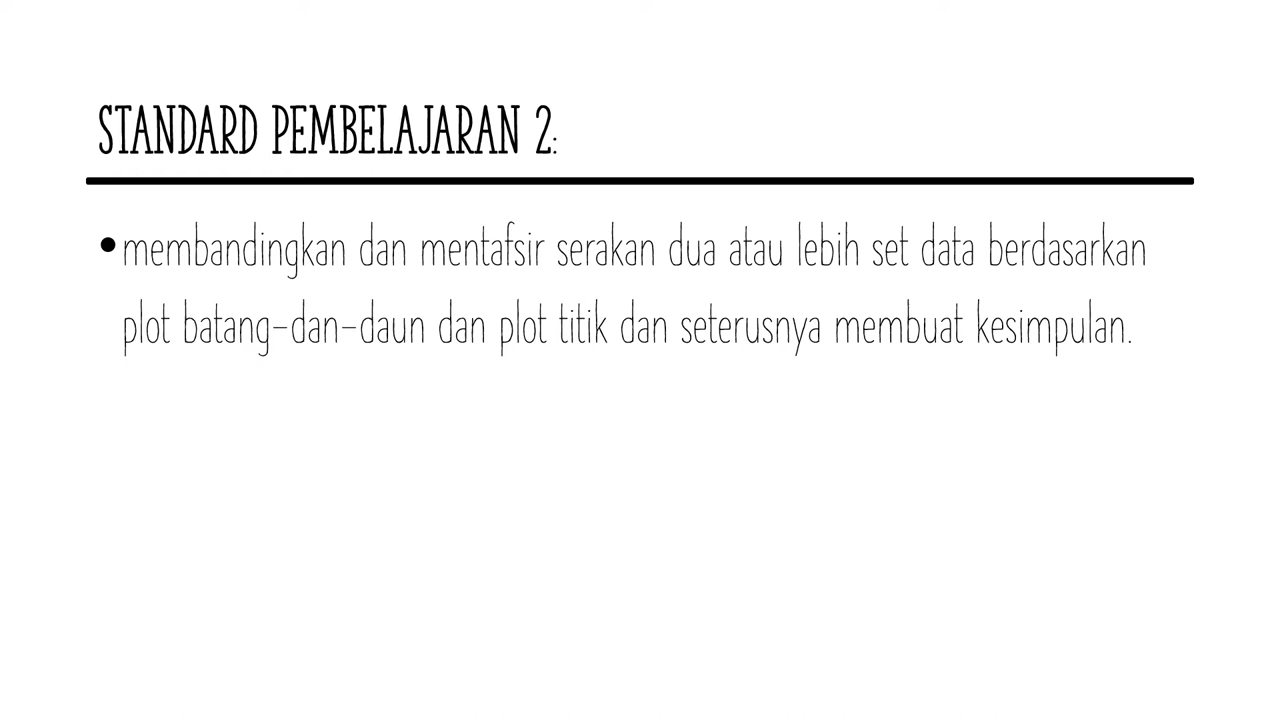 STANDARD PEMBELAJARAN 2:
•membandingkan dan mentafsir serakan dua atau lebih set data berdasarkan
plot batang-dan-daun dan plot titik dan seterusnya membuat kesimpulan.